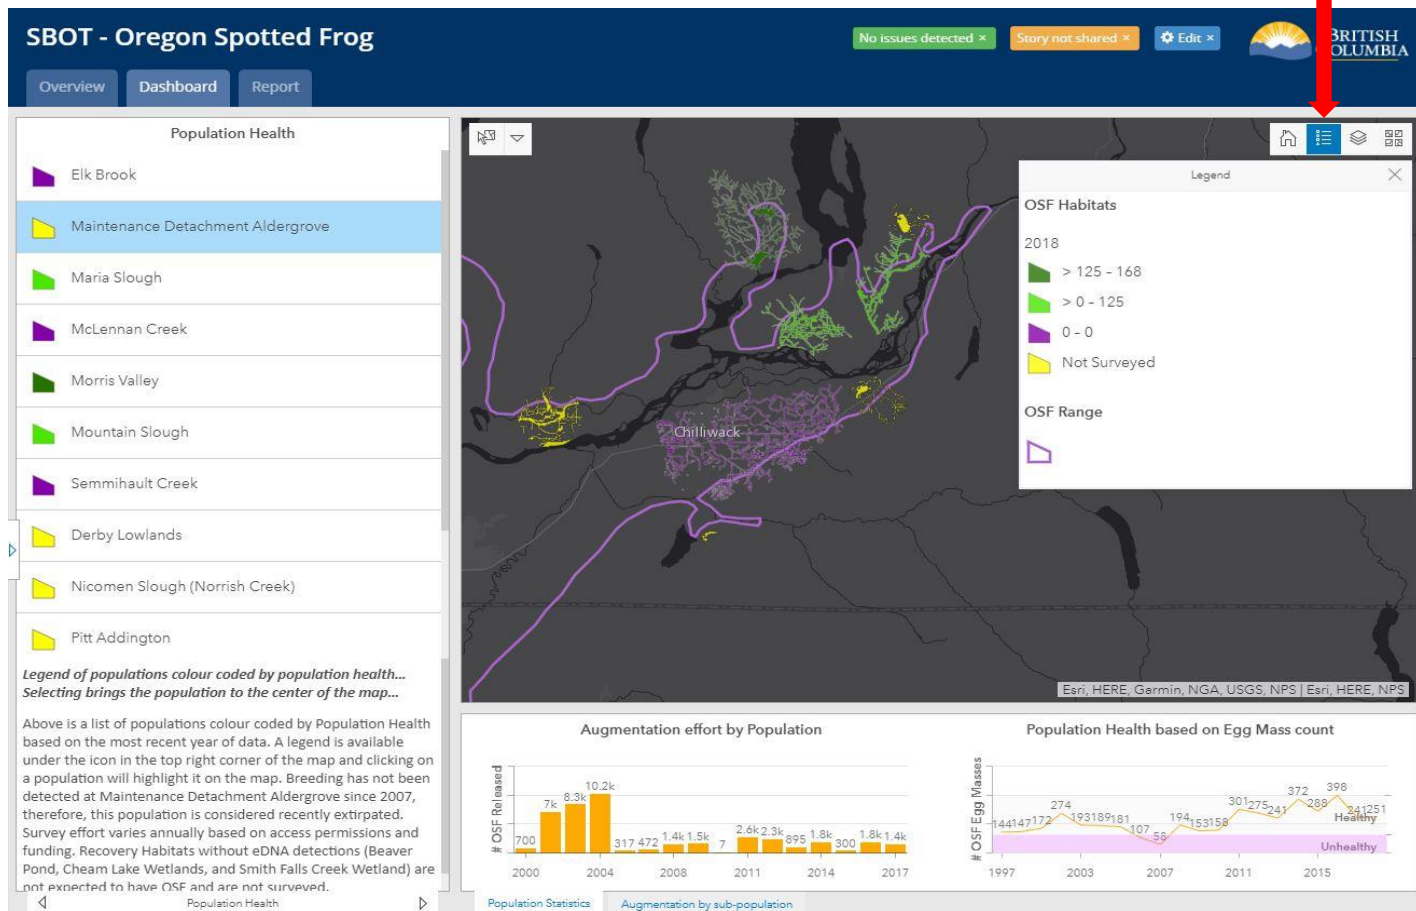 SBOT - Oregon Spotted Frog
No issues detected ×
Story not shared ×
Edit ×
BRITISH
COLUMBIA
Overview
Dashboard
Report
Population Health
Elk Brook
Maintenance Detachment Aldergrove
Maria Slough
McLennan Creek
Morris Valley
Mountain Slough
Semmihault Creek
Derby Lowlands
Nicomen Slough (Norrish Creek)
Pitt Addington
Legend of populations colour coded by population health...
Selecting brings the population to the center of the map...
Above is a list of populations colour coded by Population Health
based on the most recent year of data. A legend is available
under the icon in the top right corner of the map and clicking on
a population will highlight it on the map. Breeding has not been
detected at Maintenance Detachment Aldergrove since 2007,
therefore, this population is considered recently extirpated.
Survey effort varies annually based on access permissions and
funding. Recovery Habitats without eDNA detections (Beaver
Pond, Cheam Lake Wetlands, and Smith Falls Creek Wetland) are
not expected to have OSF and are not surveyed.
Population Health
Chilliwack
Legend
OSF Habitats
2018
> 125 - 168
> 0 - 125
0 - 0
Not Surveyed
OSF Range
Esri, HERE, Garmin, NGA, USGS, NPS | Esri, HERE, NPS
Augmentation effort by Population
# OSF Released
700
7k
8.3k
10.2k
317
472
1.4k
1.5k
7
2.6k
2.3k
895
1.8k
300
1.8k
1.4k
2000
2004
2008
2011
2014
2017
Population Health based on Egg Mass count
# OSF Egg Masses
144
147
172
274
193
189
181
107
58
194
153
158
301
275
241
372
288
398
241
251
Healthy
Unhealthy
1997
2003
2007
2011
2015
Population Statistics
Augmentation by sub-population